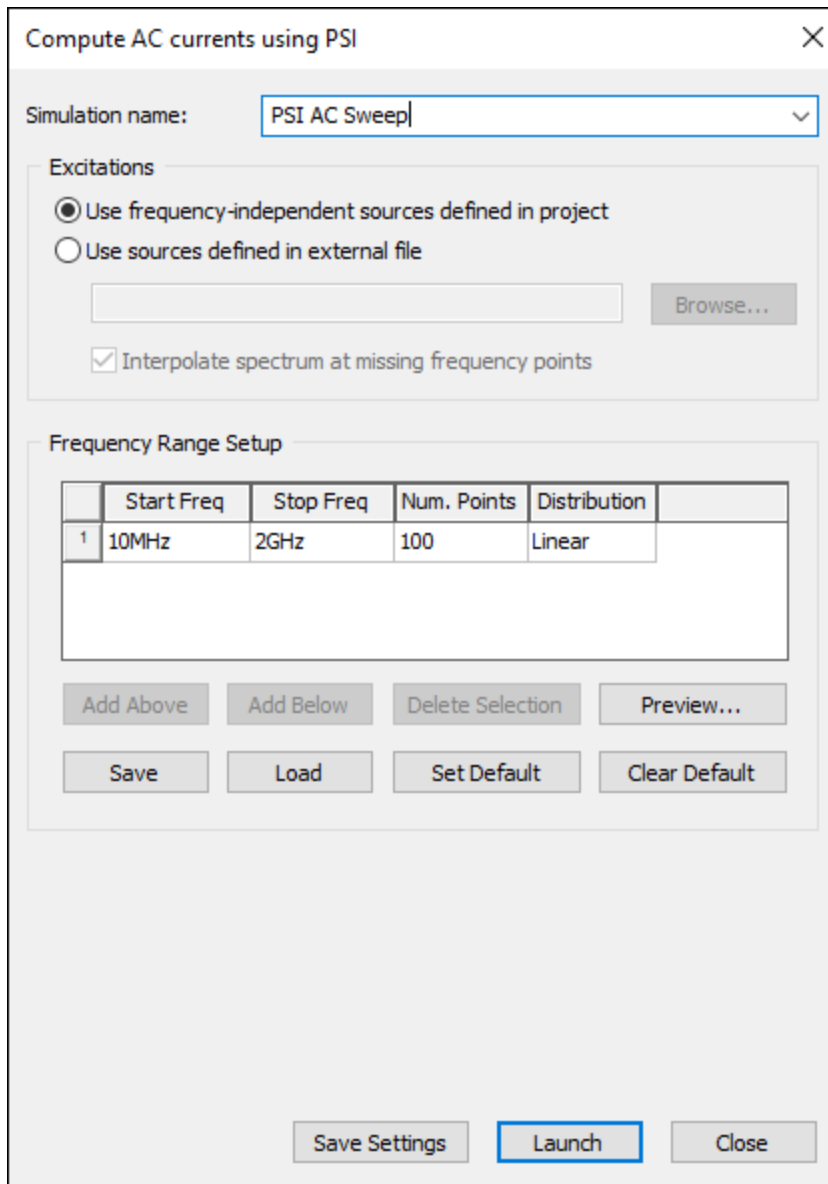 Compute AC currents using PSI
Simulation name: PSI AC Sweep
Excitations
Use frequency-independent sources defined in project
Use sources defined in external file
Browse...
Interpolate spectrum at missing frequency points
Frequency Range Setup
Start Freq Stop Freq Num. Points Distribution
1 10MHz 2GHz 100 Linear
Add Above Add Below Delete Selection Preview...
Save Load Set Default Clear Default
Save Settings Launch Close